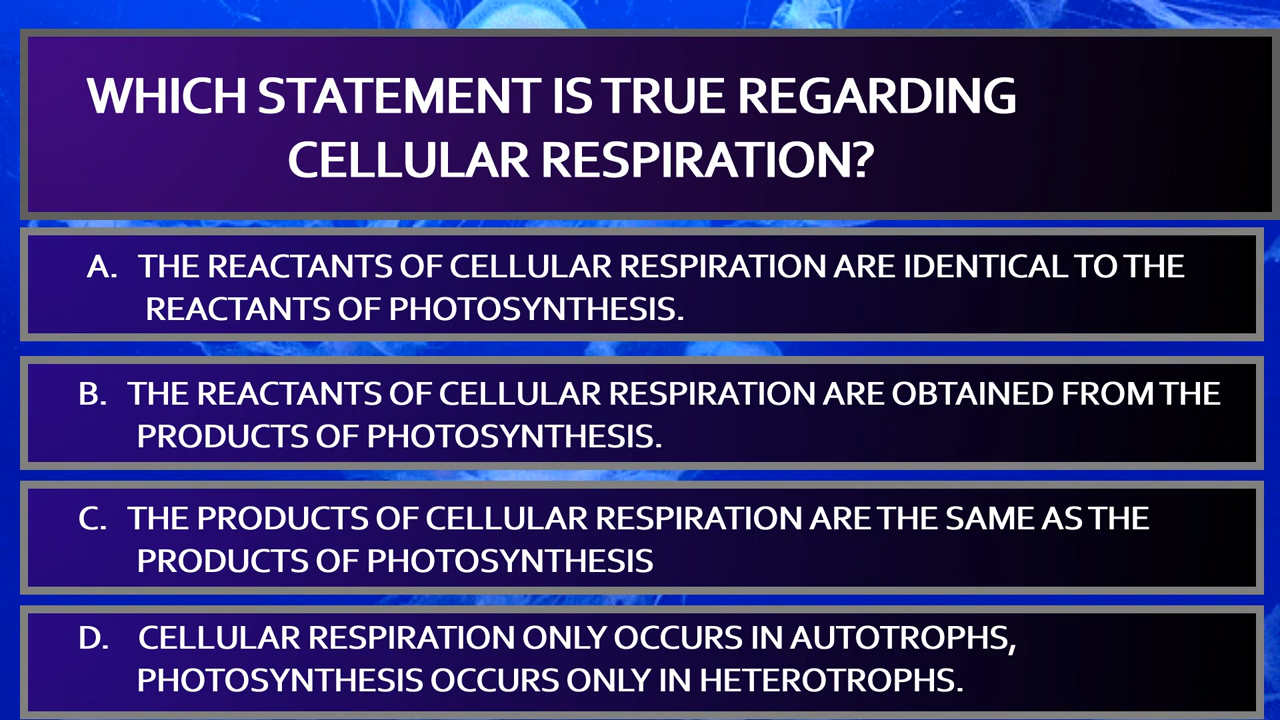 WHICH STATEMENT IS TRUE REGARDING
CELLULAR RESPIRATION?
A. THE REACTANTS OF CELLULAR RESPIRATION ARE IDENTICAL TO THE
REACTANTS OF PHOTOSYNTHESIS.
B. THE REACTANTS OF CELLULAR RESPIRATION ARE OBTAINED FROM THE
PRODUCTS OF PHOTOSYNTHESIS.
C. THE PRODUCTS OF CELLULAR RESPIRATION ARE THE SAME AS THE
PRODUCTS OF PHOTOSYNTHESIS
D. CELLULAR RESPIRATION ONLY OCCURS IN AUTOTROPHS,
PHOTOSYNTHESIS OCCURS ONLY IN HETEROTROPHS.